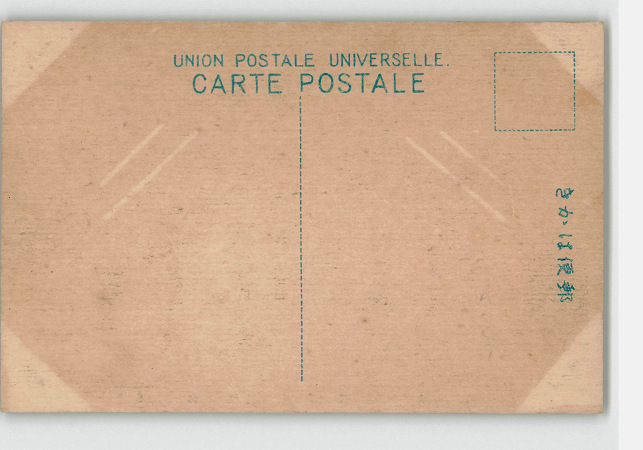 UNION POSTALE UNIVERSELLE.
CARTE POSTALE
きかは便郵